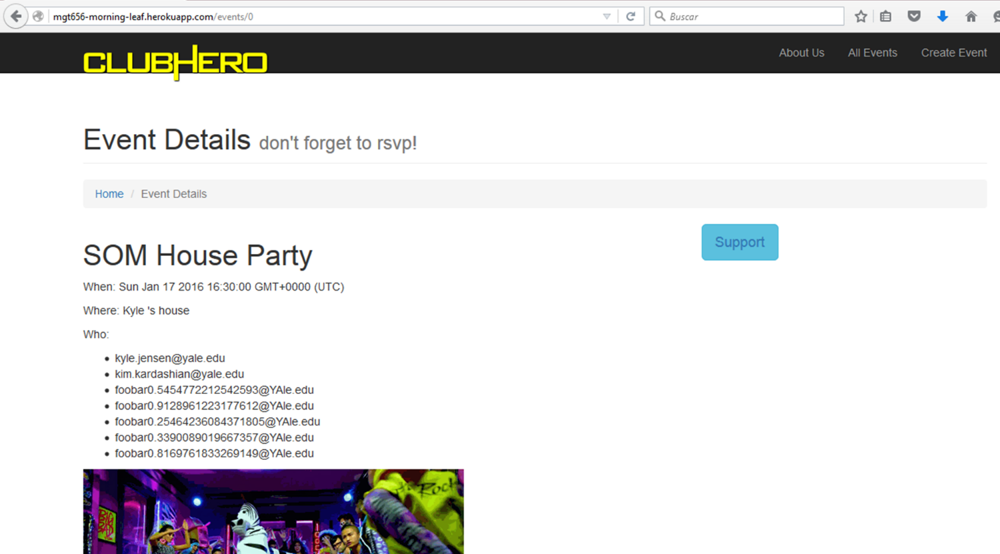 mgt656-morning-leaf.herokuapp.com/events/0
Buscar
CLUBHERO
About Us
All Events
Create Event
Event Details don't forget to rsvp!
Home / Event Details
Support
SOM House Party
When: Sun Jan 17 2016 16:30:00 GMT+0000 (UTC)
Where: Kyle 's house
Who:
• kyle.jensen@yale.edu
• kim.kardashian@yale.edu
• foobar0.5454772212542593@YAle.edu
• foobar0.9128961223177612@YAle.edu
• foobar0.25464236084371805@YAle.edu
• foobar0.3390089019667357@YAle.edu
• foobar0.8169761833269149@YAle.edu
Rock
BIG
BAD